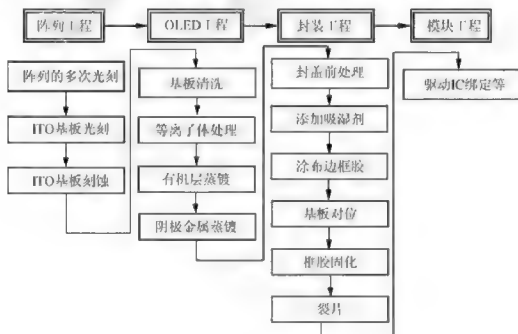 阵列工程
OLED工程
封装工程
模块工程
阵列的多次光刻
ITO基板光刻
ITO基板刻蚀
基板清洗
等离子体处理
有机层蒸镀
阴极金属蒸镀
封盖前处理
添加吸湿剂
涂布边框胶
基板对位
框胶固化
裂片
驱动IC绑定等